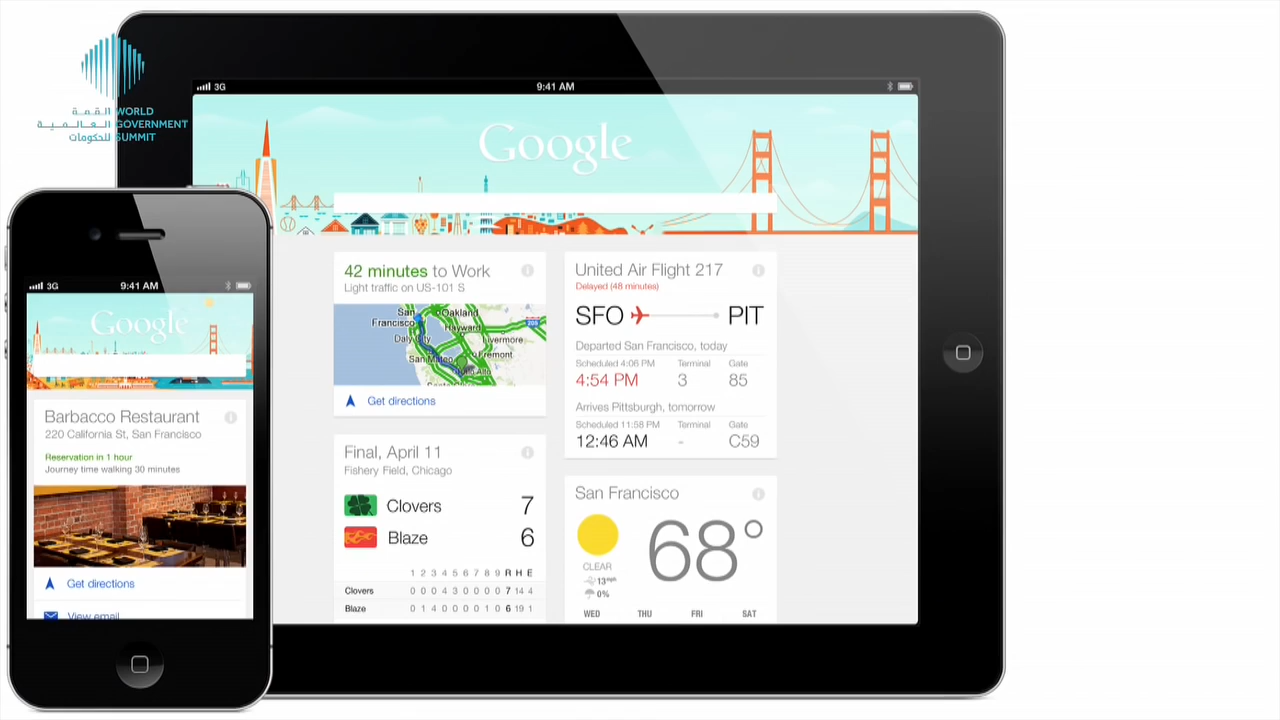 القمة WORLD
العالمية GOVERNMENT
للحكومات SUMMIT
3G
9:41 AM
Google
42 minutes to Work
Light traffic on US-101 S
San Francisco
Oakland
Hayward
Daly City
Livermore
San Mateo
Fremont
Get directions
United Air Flight 217
Delayed (48 minutes)
SFO PIT
Departed San Francisco, today
Scheduled 4:06 PM Terminal Gate
4:54 PM 3 85
Arrives Pittsburgh, tomorrow
Scheduled 11:58 PM Terminal Gate
12:46 AM - C59
Final, April 11
Fishery Field, Chicago
Clovers 7
Blaze 6
1 2 3 4 5 6 7 8 9 R H E
Clovers 0 0 0 4 3 0 0 0 0 7 14 4
Blaze 0 1 4 0 0 0 0 1 0 6 19 1
San Francisco
68°
CLEAR
13 mph
0%
WED THU FRI SAT
3G
9:41 AM
Google
Barbacco Restaurant
220 California St, San Francisco
Reservation in 1 hour
Journey time walking 30 minutes
Get directions
View email